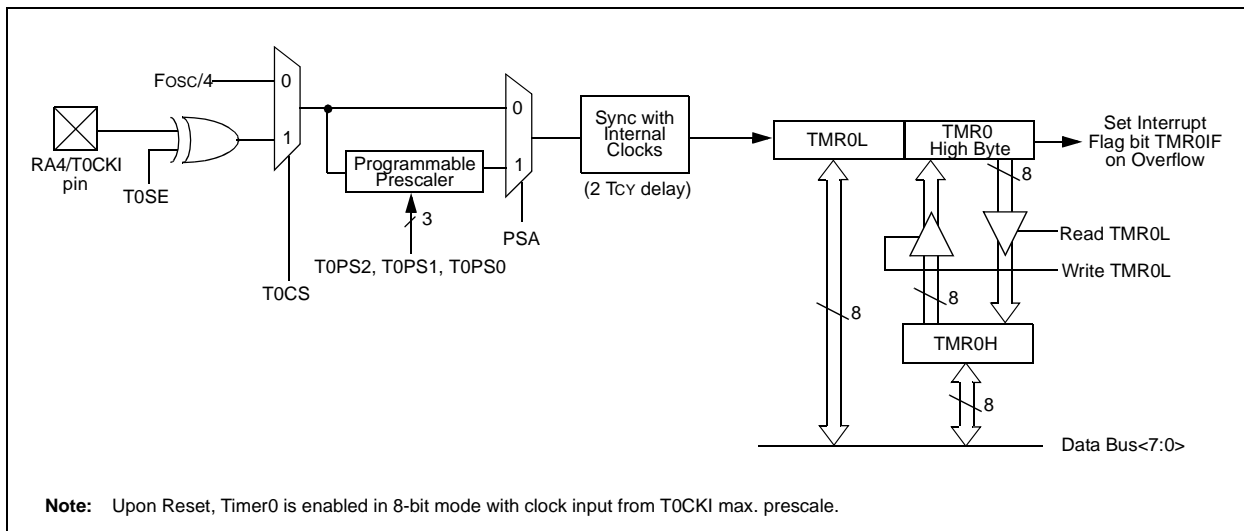 FOSC/4
0
1
RA4/T0CKI
pin
T0SE
T0CS
Programmable
Prescaler
3
T0PS2, T0PS1, T0PS0
0
1
PSA
Sync with
Internal
Clocks
(2 TCY delay)
TMR0L
TMR0
High Byte
Set Interrupt
Flag bit TMR0IF
on Overflow
8
Read TMR0L
Write TMR0L
8
8
TMR0H
8
Data Bus<7:0>
Note: Upon Reset, Timer0 is enabled in 8-bit mode with clock input from T0CKI max. prescale.